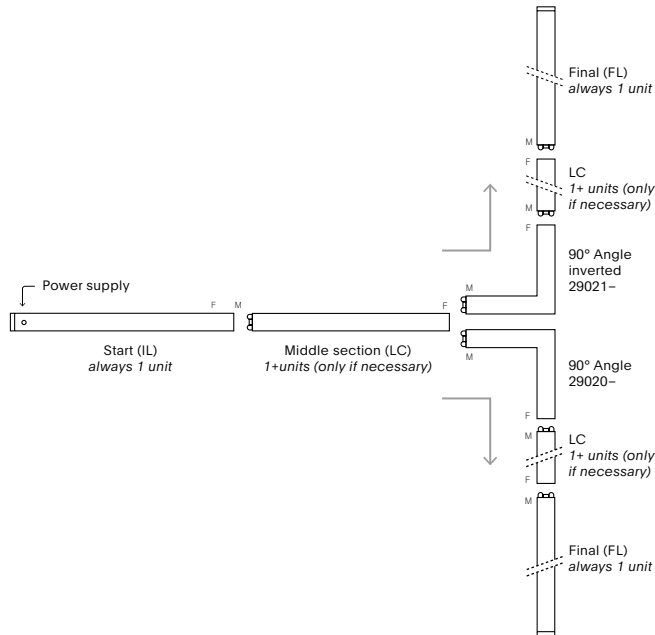 Final (FL)
always 1 unit
M
F
LC
1+ units (only
if necessary)
M
F
90° Angle
inverted
29021–
M
Power supply
F M
F
Start (IL)
always 1 unit
Middle section (LC)
1+units (only if necessary)
M
90° Angle
29020–
F
M
LC
1+ units (only
if necessary)
F
M
Final (FL)
always 1 unit